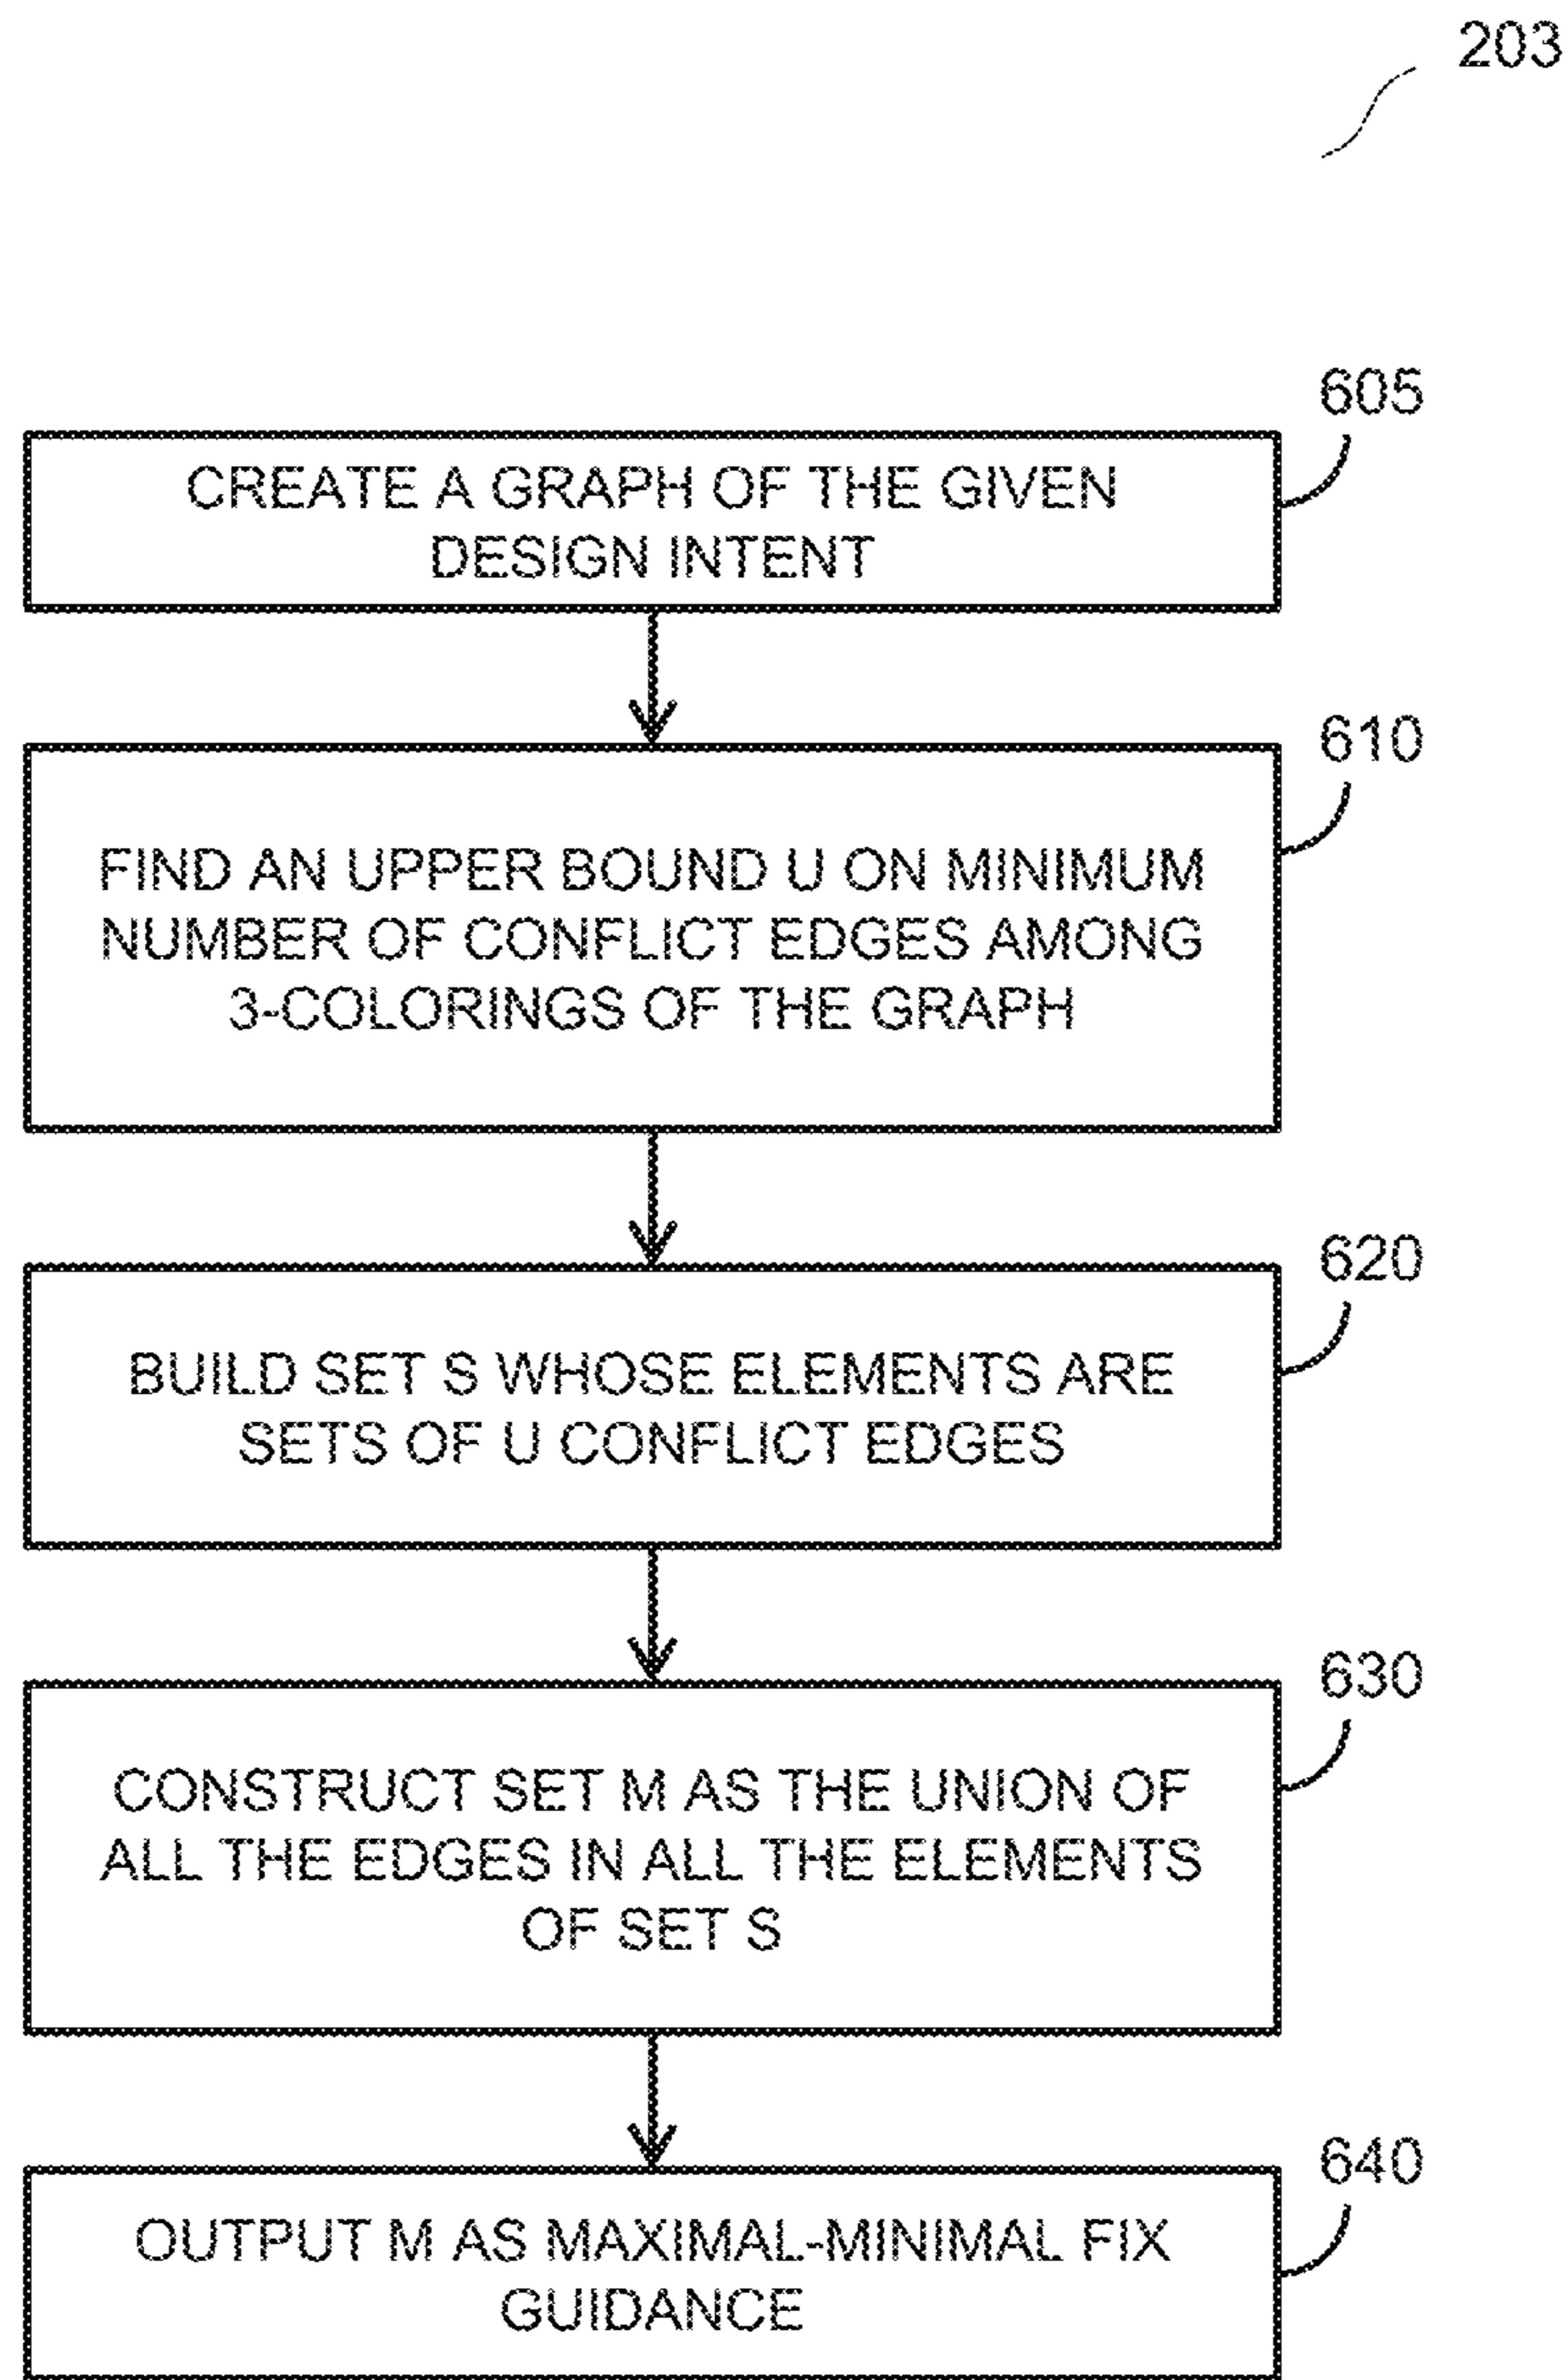 203
605
CREATE A GRAPH OF THE GIVEN
DESIGN INTENT
610
FIND AN UPPER BOUND U ON MINIMUM
NUMBER OF CONFLICT EDGES AMONG
3-COLORINGS OF THE GRAPH
620
BUILD SET S WHOSE ELEMENTS ARE
SETS OF U CONFLICT EDGES
630
CONSTRUCT SET M AS THE UNION OF
ALL THE EDGES IN ALL THE ELEMENTS
OF SET S
640
OUTPUT M AS MAXIMAL-MINIMAL FIX
GUIDANCE